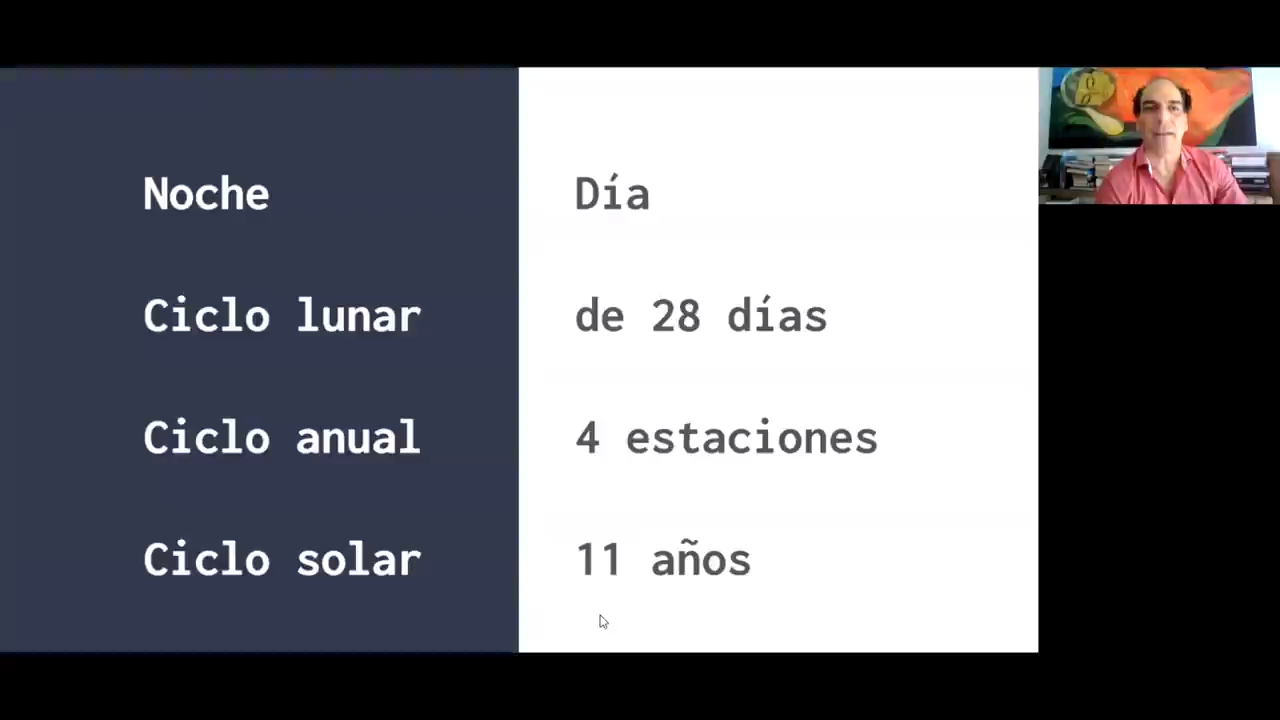 Noche Día
Ciclo lunar de 28 días
Ciclo anual 4 estaciones
Ciclo solar 11 años